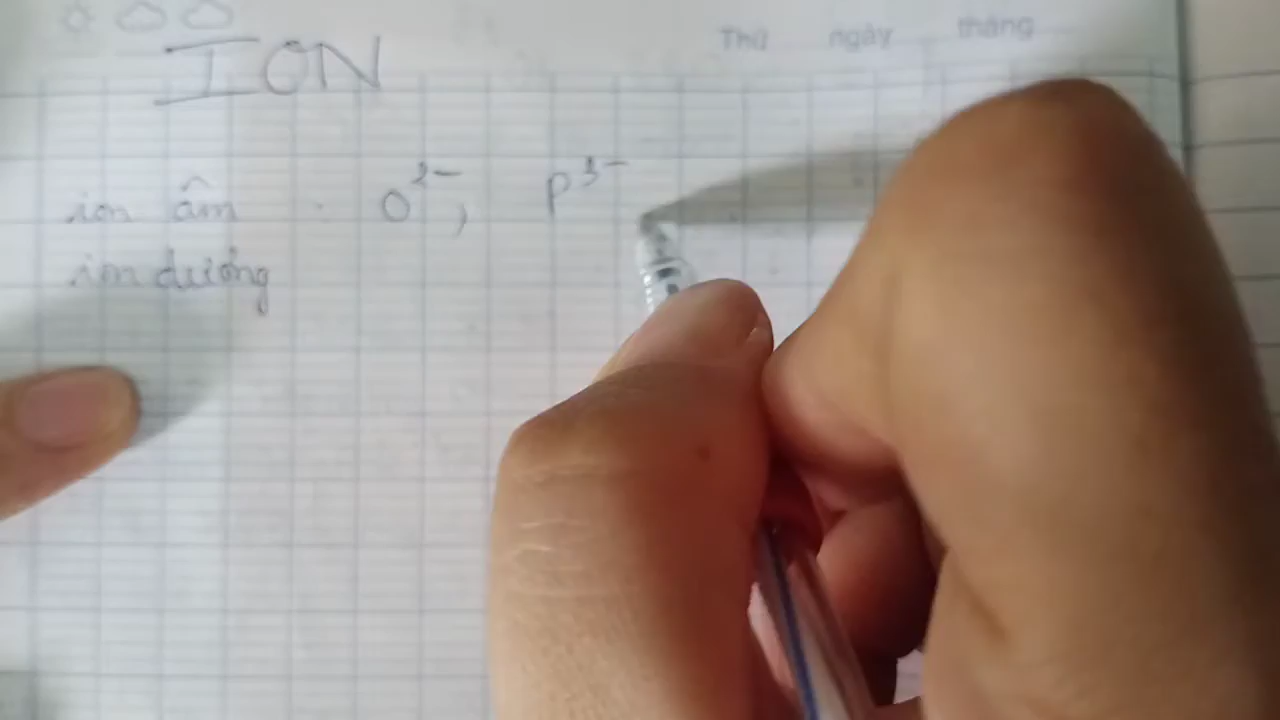 Thứ ngày tháng
ION
ion âm : O²⁻, P³⁻
ion dương